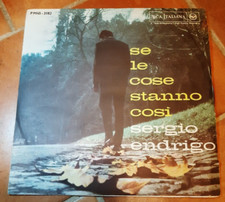 RCA ITALIANA
se
le
cose
stanno
così
sergio
endrigo